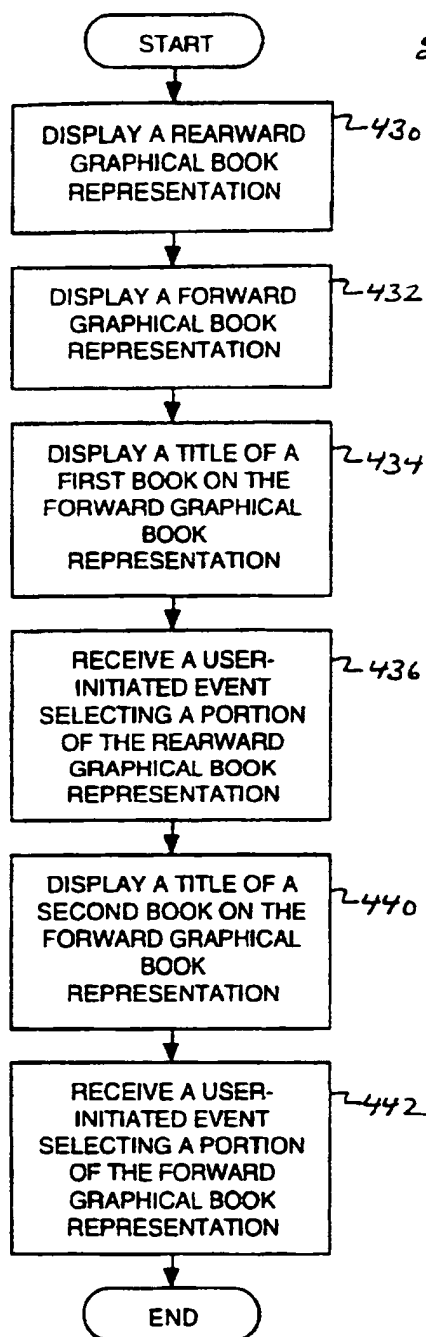 START
DISPLAY A REARWARD
GRAPHICAL BOOK
REPRESENTATION
430
DISPLAY A FORWARD
GRAPHICAL BOOK
REPRESENTATION
432
DISPLAY A TITLE OF A
FIRST BOOK ON THE
FORWARD GRAPHICAL
BOOK
REPRESENTATION
434
RECEIVE A USER-
INITIATED EVENT
SELECTING A PORTION
OF THE REARWARD
GRAPHICAL BOOK
REPRESENTATION
436
DISPLAY A TITLE OF A
SECOND BOOK ON THE
FORWARD GRAPHICAL
BOOK
REPRESENTATION
440
RECEIVE A USER-
INITIATED EVENT
SELECTING A PORTION
OF THE FORWARD
GRAPHICAL BOOK
REPRESENTATION
442
END